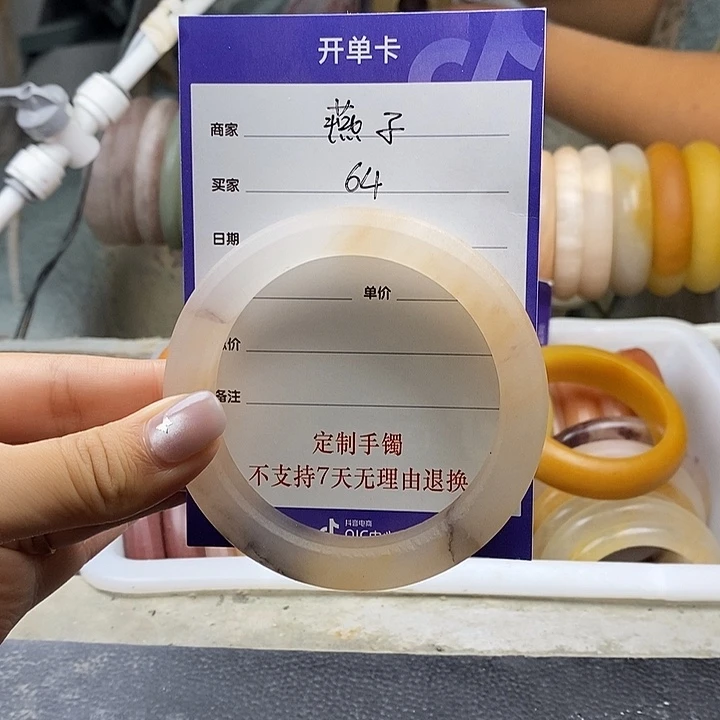 开单卡
商家 燕子
买家 64
日期
单价
价
备注
定制手镯
不支持7天无理由退换
抖音电商
QIC